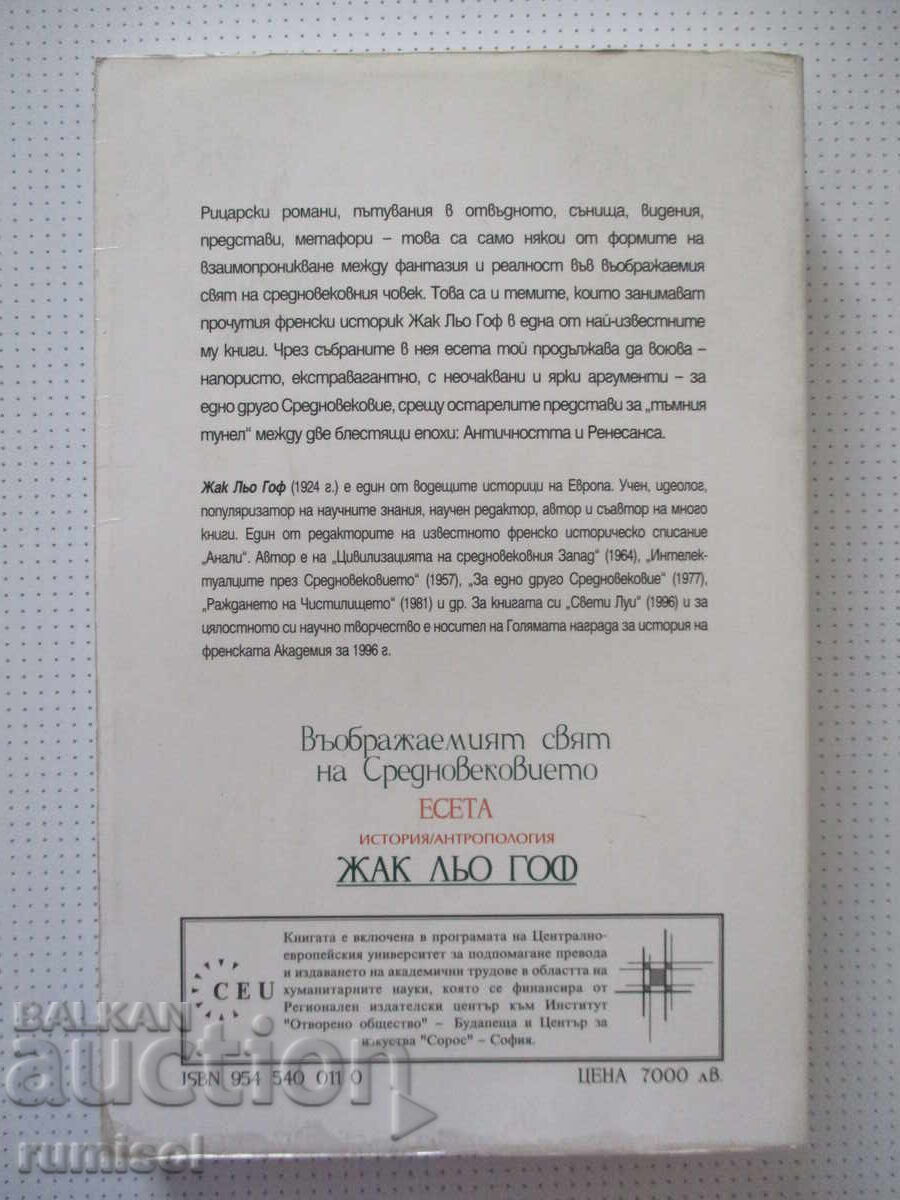 Рицарски романи, пътувания в отвъдното, сънища, видения,
представи, метафори – това са само някои от формите на
взаимопроникване между фантазия и реалност във въображаемия
свят на средновековния човек. Това са и темите, които занимават
прочутия френски историк Жак Льо Гоф в една от най-известните
му книги. Чрез събраните в нея есета той продължава да воюва –
напористо, екстравагантно, с неочаквани и ярки аргументи – за
едно друго Средновековие, срещу остарелите представи за „тъмния
тунел“ между две блестящи епохи: Античността и Ренесанса.
Жак Льо Гоф (1924 г.) е един от водещите историци на Европа. Учен, идеолог,
популяризатор на научните знания, научен редактор, автор и съавтор на много
книги. Един от редакторите на известното френско историческо списание
„Анали“. Автор е на „Цивилизацията на средновековния Запад“ (1964), „Интелек-
туалците през Средновековието“ (1957), „За едно друго Средновековие“ (1977),
„Раждането на Чистилището“ (1981) и др. За книгата си „Свети Луи“ (1996) и за
цялостното си научно творчество е носител на Голямата награда за история на
френската Академия за 1996 г.
Въображаемият свят
на Средновековието
ЕСЕТА
ИСТОРИЯ/АНТРОПОЛОГИЯ
ЖАК ЛЬО ГОФ
CEU
Книгата е включена в програмата на Централно-
европейския университет за подпомагане превода
и издаването на академични трудове в областта на
хуманитарните науки, която се финансира от
Регионален издателски център към Институт
"Отворено общество" – Будапеща и Център за
изкуства "Сорос" – София.
ISBN 954 540 011 0
ЦЕНА 7000 лв.
BALKAN
auction
rumisol